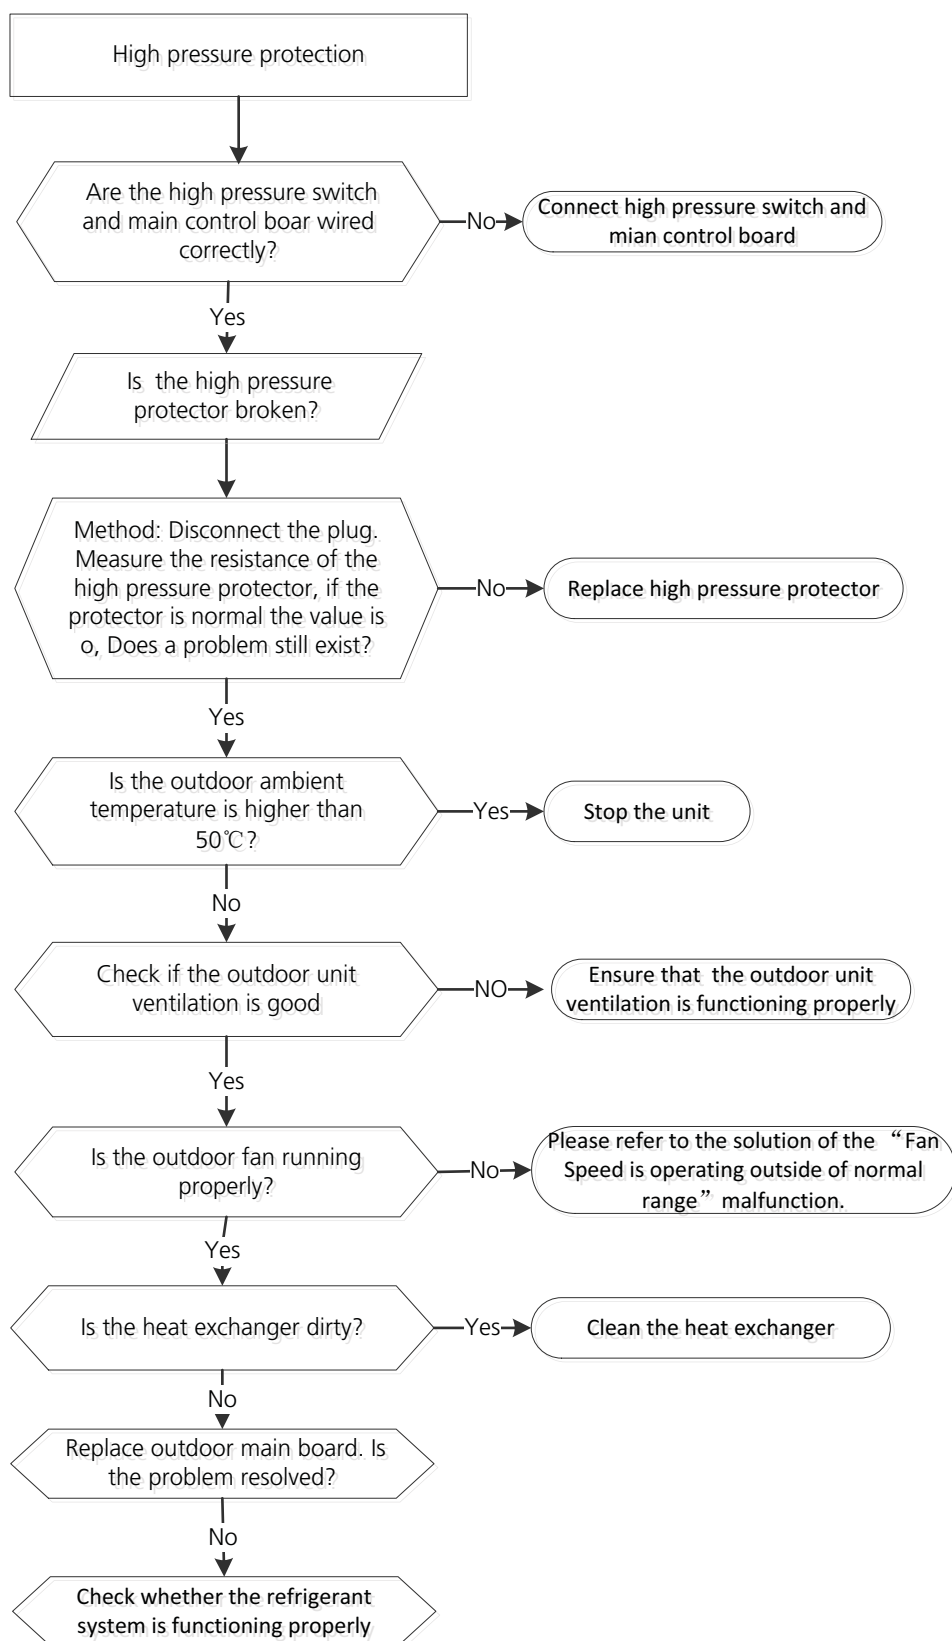 High pressure protection
Are the high pressure switch
and main control boar wired
correctly?
No
Connect high pressure switch and
mian control board
Yes
Is the high pressure
protector broken?
Method: Disconnect the plug.
Measure the resistance of the
high pressure protector, if the
protector is normal the value is
o, Does a problem still exist?
No
Replace high pressure protector
Yes
Is the outdoor ambient
temperature is higher than
50℃?
Yes
Stop the unit
No
Check if the outdoor unit
ventilation is good
NO
Ensure that the outdoor unit
ventilation is functioning properly
Yes
Is the outdoor fan running
properly?
No
Please refer to the solution of the “Fan
Speed is operating outside of normal
range” malfunction.
Yes
Is the heat exchanger dirty?
Yes
Clean the heat exchanger
No
Replace outdoor main board. Is
the problem resolved?
No
Check whether the refrigerant
system is functioning properly